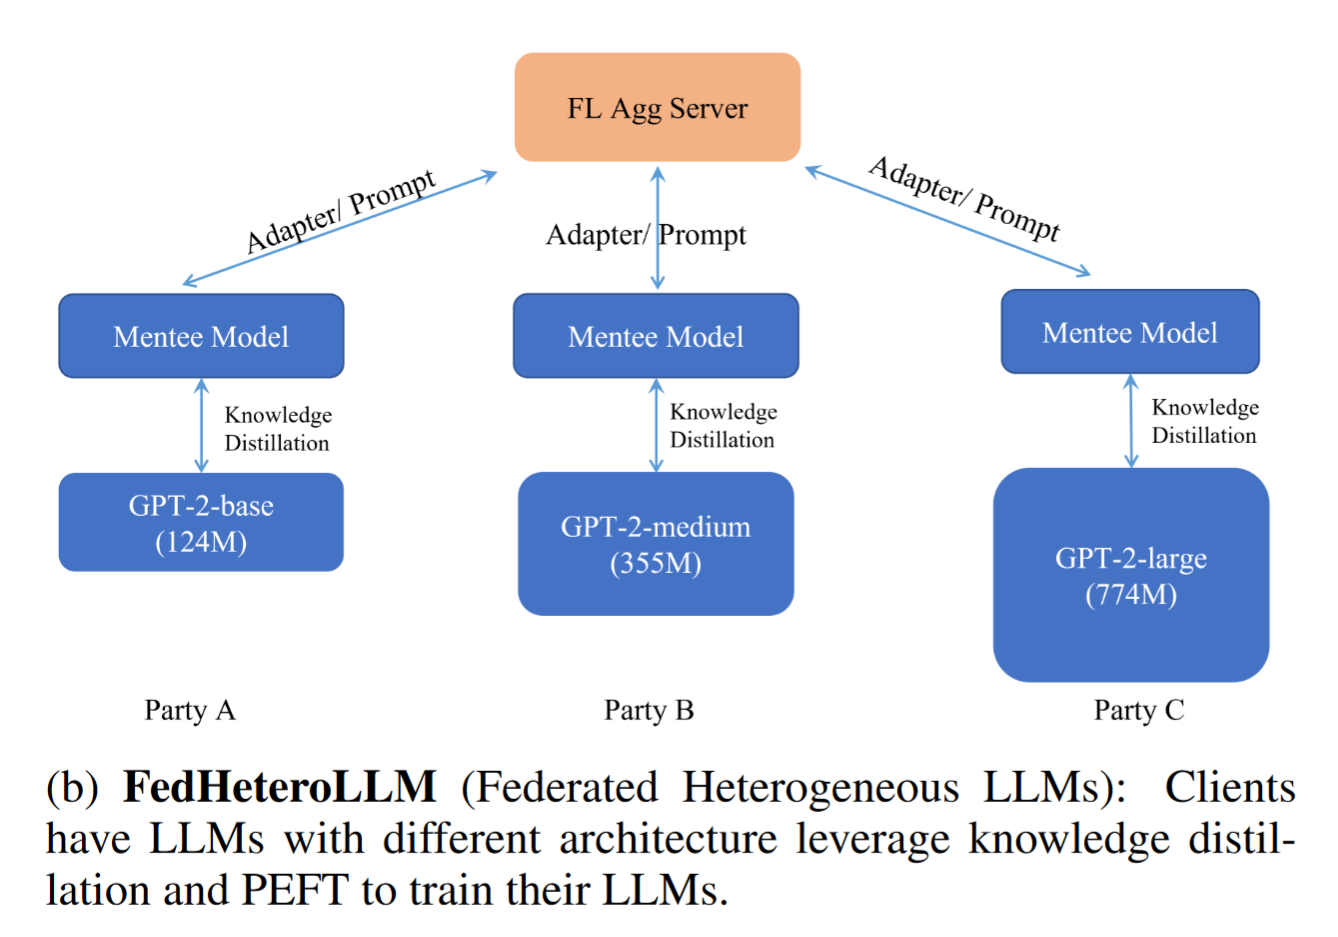 FL Agg Server
Adapter/ Prompt
Adapter/ Prompt
Adapter/ Prompt
Mentee Model
Mentee Model
Mentee Model
Knowledge
Distillation
Knowledge
Distillation
Knowledge
Distillation
GPT-2-base
(124M)
GPT-2-medium
(355M)
GPT-2-large
(774M)
Party A
Party B
Party C
(b) FedHeteroLLM (Federated Heterogeneous LLMs): Clients
have LLMs with different architecture leverage knowledge distil-
lation and PEFT to train their LLMs.